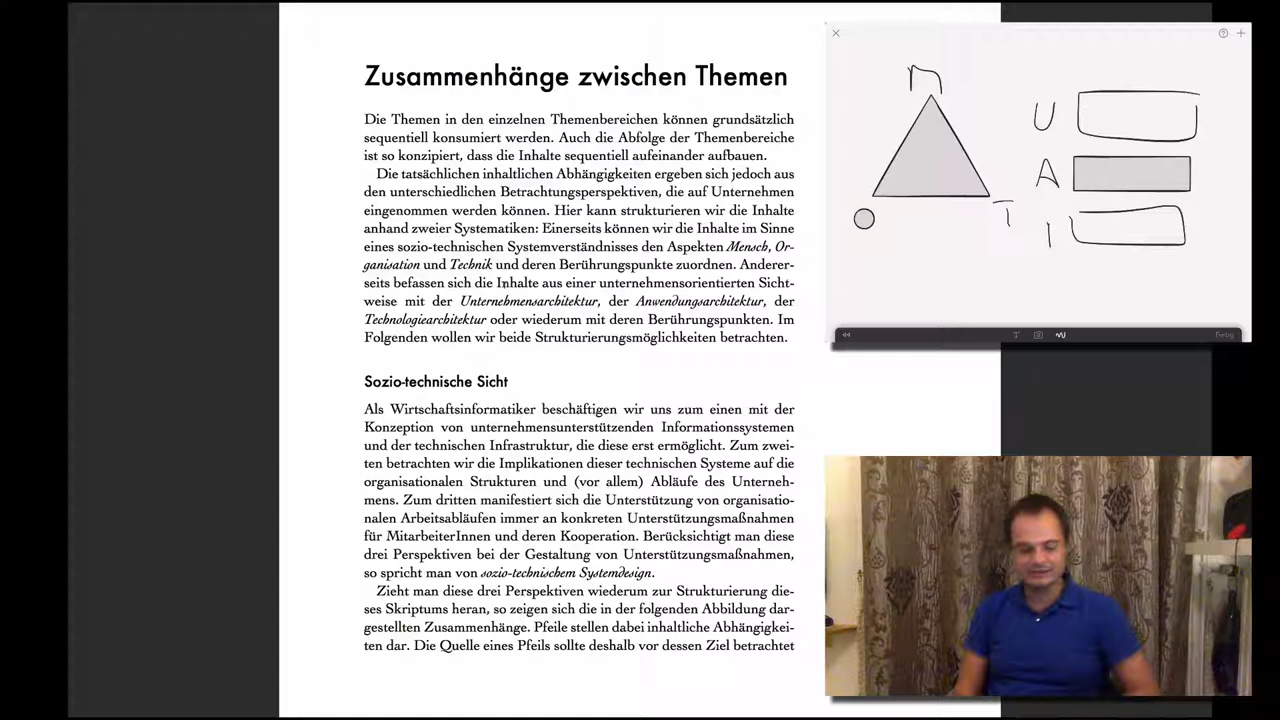 Zusammenhänge zwischen Themen
Die Themen in den einzelnen Themenbereichen können grundsätzlich
sequentiell konsumiert werden. Auch die Abfolge der Themenbereiche
ist so konzipiert, dass die Inhalte sequentiell aufeinander aufbauen.
Die tatsächlichen inhaltlichen Abhängigkeiten ergeben sich jedoch aus
den unterschiedlichen Betrachtungsperspektiven, die auf Unternehmen
eingenommen werden können. Hier kann strukturieren wir die Inhalte
anhand zweier Systematiken: Einerseits können wir die Inhalte im Sinne
eines sozio-technischen Systemverständnisses den Aspekten Mensch, Or-
ganisation und Technik und deren Berührungspunkte zuordnen. Anderer-
seits befassen sich die Inhalte aus einer unternehmensorientierten Sicht-
weise mit der Unternehmensarchitektur, der Anwendungsarchitektur, der
Technologiearchitektur oder wiederum mit deren Berührungspunkten. Im
Folgenden wollen wir beide Strukturierungsmöglichkeiten betrachten.
Sozio-technische Sicht
Als Wirtschaftsinformatiker beschäftigen wir uns zum einen mit der
Konzeption von unternehmensunterstützenden Informationssystemen
und der technischen Infrastruktur, die diese erst ermöglicht. Zum zwei-
ten betrachten wir die Implikationen dieser technischen Systeme auf die
organisationalen Strukturen und (vor allem) Abläufe des Unterneh-
mens. Zum dritten manifestiert sich die Unterstützung von organisatio-
nalen Arbeitsabläufen immer an konkreten Unterstützungsmaßnahmen
für MitarbeiterInnen und deren Kooperation. Berücksichtigt man diese
drei Perspektiven bei der Gestaltung von Unterstützungsmaßnahmen,
so spricht man von sozio-technischem Systemdesign.
Zieht man diese drei Perspektiven wiederum zur Strukturierung die-
ses Skriptums heran, so zeigen sich die in der folgenden Abbildung dar-
gestellten Zusammenhänge. Pfeile stellen dabei inhaltliche Abhängigkei-
ten dar. Die Quelle eines Pfeils sollte deshalb vor dessen Ziel betrachtet
U
A
T
I
T
Fertig